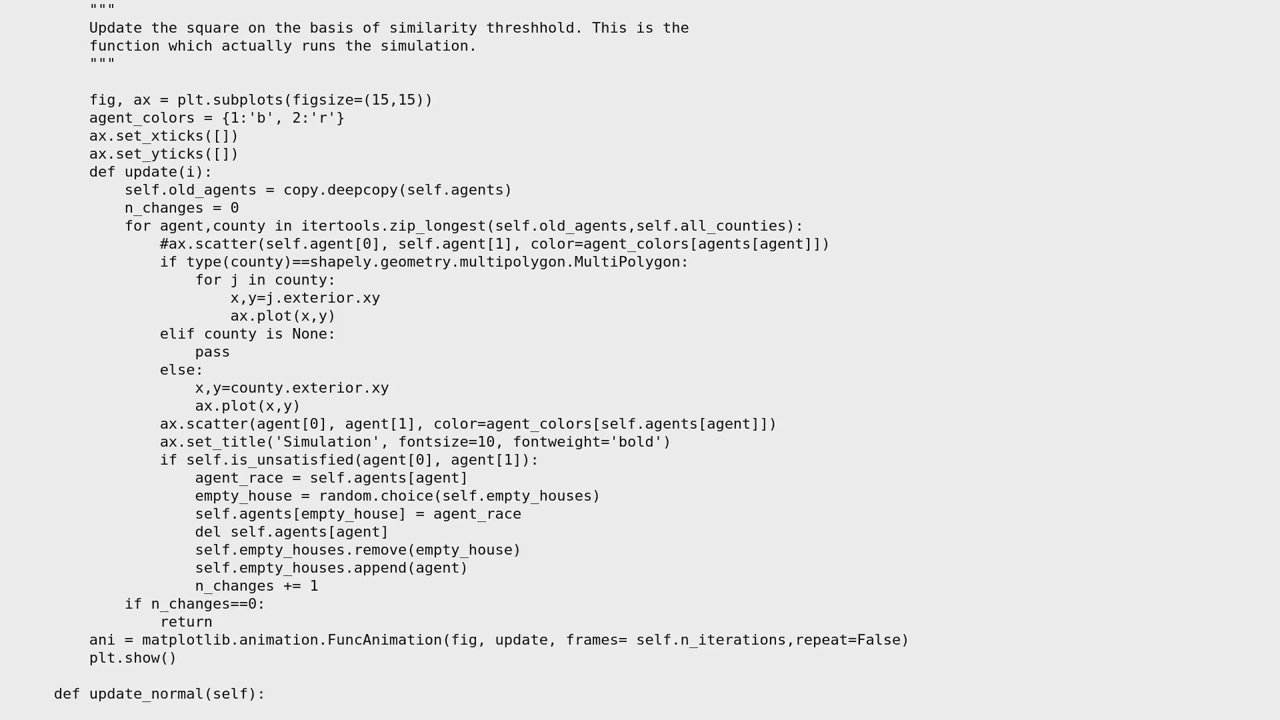 """
Update the square on the basis of similarity threshhold. This is the
function which actually runs the simulation.
"""
fig, ax = plt.subplots(figsize=(15,15))
agent_colors = {1:'b', 2:'r'}
ax.set_xticks([])
ax.set_yticks([])
def update(i):
self.old_agents = copy.deepcopy(self.agents)
n_changes = 0
for agent,county in itertools.zip_longest(self.old_agents,self.all_counties):
#ax.scatter(self.agent[0], self.agent[1], color=agent_colors[agents[agent]])
if type(county)==shapely.geometry.multipolygon.MultiPolygon:
for j in county:
x,y=j.exterior.xy
ax.plot(x,y)
elif county is None:
pass
else:
x,y=county.exterior.xy
ax.plot(x,y)
ax.scatter(agent[0], agent[1], color=agent_colors[self.agents[agent]])
ax.set_title('Simulation', fontsize=10, fontweight='bold')
if self.is_unsatisfied(agent[0], agent[1]):
agent_race = self.agents[agent]
empty_house = random.choice(self.empty_houses)
self.agents[empty_house] = agent_race
del self.agents[agent]
self.empty_houses.remove(empty_house)
self.empty_houses.append(agent)
n_changes += 1
if n_changes==0:
return
ani = matplotlib.animation.FuncAnimation(fig, update, frames= self.n_iterations,repeat=False)
plt.show()
def update_normal(self):